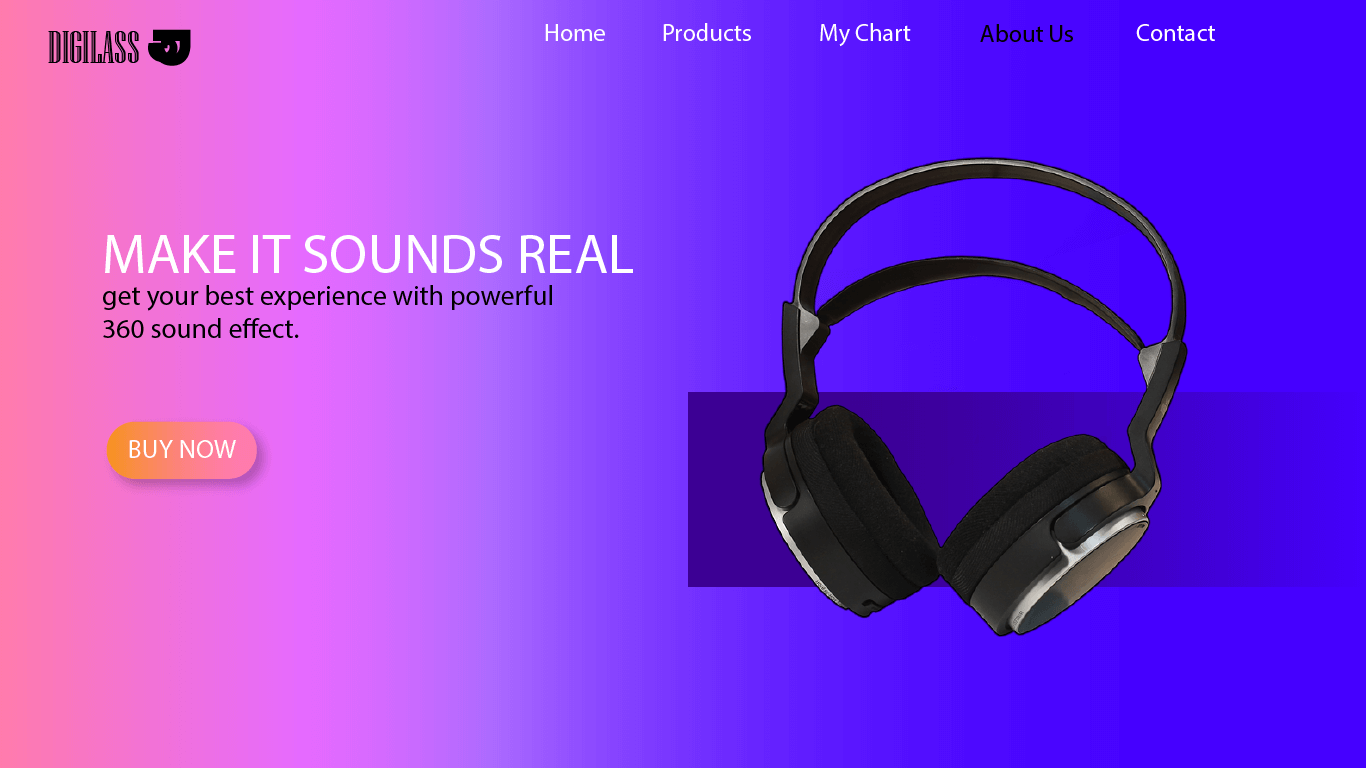 DIGILASS
Home Products My Chart About Us Contact
MAKE IT SOUNDS REAL
get your best experience with powerful
360 sound effect.
BUY NOW